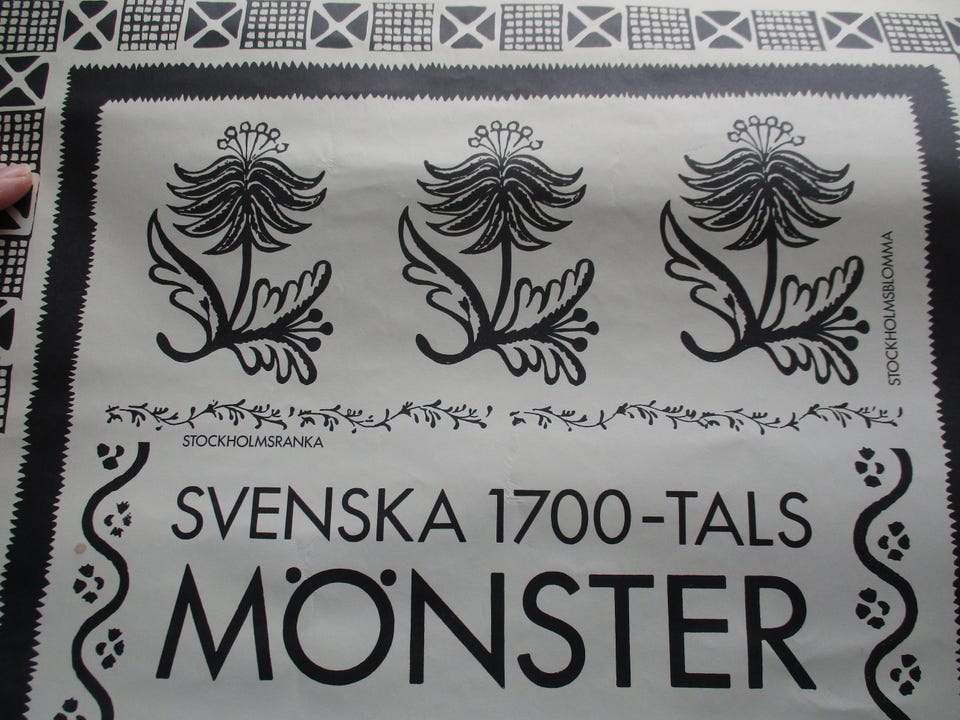 STOCKHOLMSBLOMMA
STOCKHOLMSRANKA
SVENSKA 1700-TALS
MÖNSTER